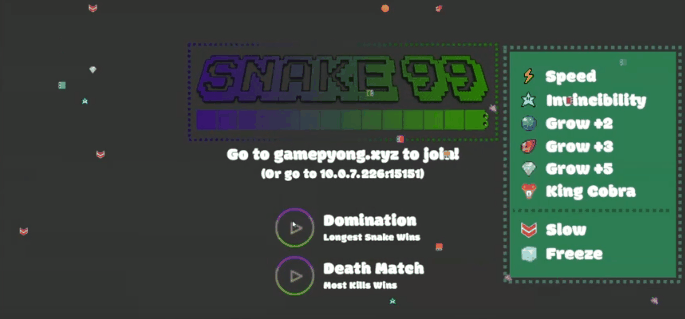 SNAKE 99
Go to gamepyong.xyz to join!
(Or go to 10.0.7.226:15151)
Domination
Longest Snake Wins
Death Match
Most Kills Wins
Speed
Invincibility
Grow +2
Grow +3
Grow +5
King Cobra
Slow
Freeze